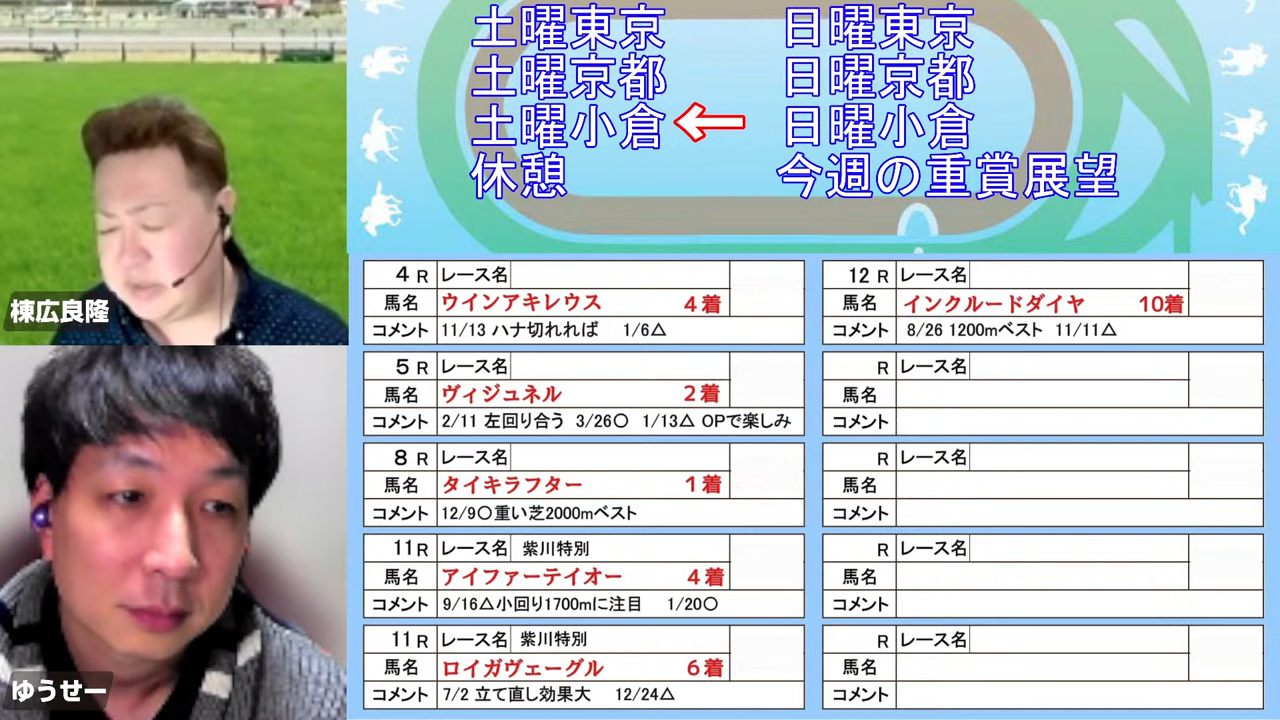 土曜東京 日曜東京
土曜京都 日曜京都
土曜小倉 日曜小倉
休憩 今週の重賞展望
棟広良隆
ゆうせー
4 R レース名
馬名 ウインアキレウス 4着
コメント 11/13 ハナ切れれば 1/6△
5 R レース名
馬名 ヴィジュネル 2着
コメント 2/11 左回り合う 3/26〇 1/13△ OPで楽しみ
8 R レース名
馬名 タイキラフター 1着
コメント 12/9〇重い芝2000mベスト
11 R レース名 紫川特別
馬名 アイファーテイオー 4着
コメント 9/16△小回り1700mに注目 1/20〇
11 R レース名 紫川特別
馬名 ロイガヴェーグル 6着
コメント 7/2 立て直し効果大 12/24△
12 R レース名
馬名 インクルードダイヤ 10着
コメント 8/26 1200mベスト 11/11△
R レース名
馬名
コメント
R レース名
馬名
コメント
R レース名
馬名
コメント
R レース名
馬名
コメント